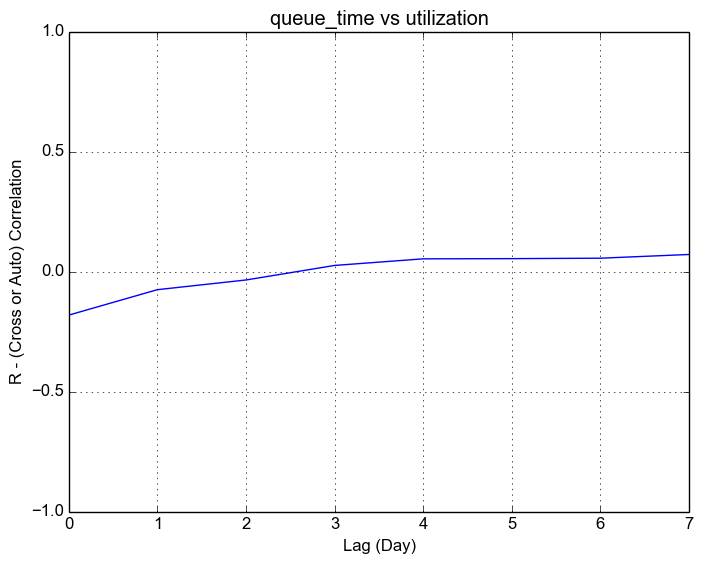 queue_time vs utilization
1.0
0.5
0.0
−0.5
−1.0
R - (Cross or Auto) Correlation
0 1 2 3 4 5 6 7
Lag (Day)